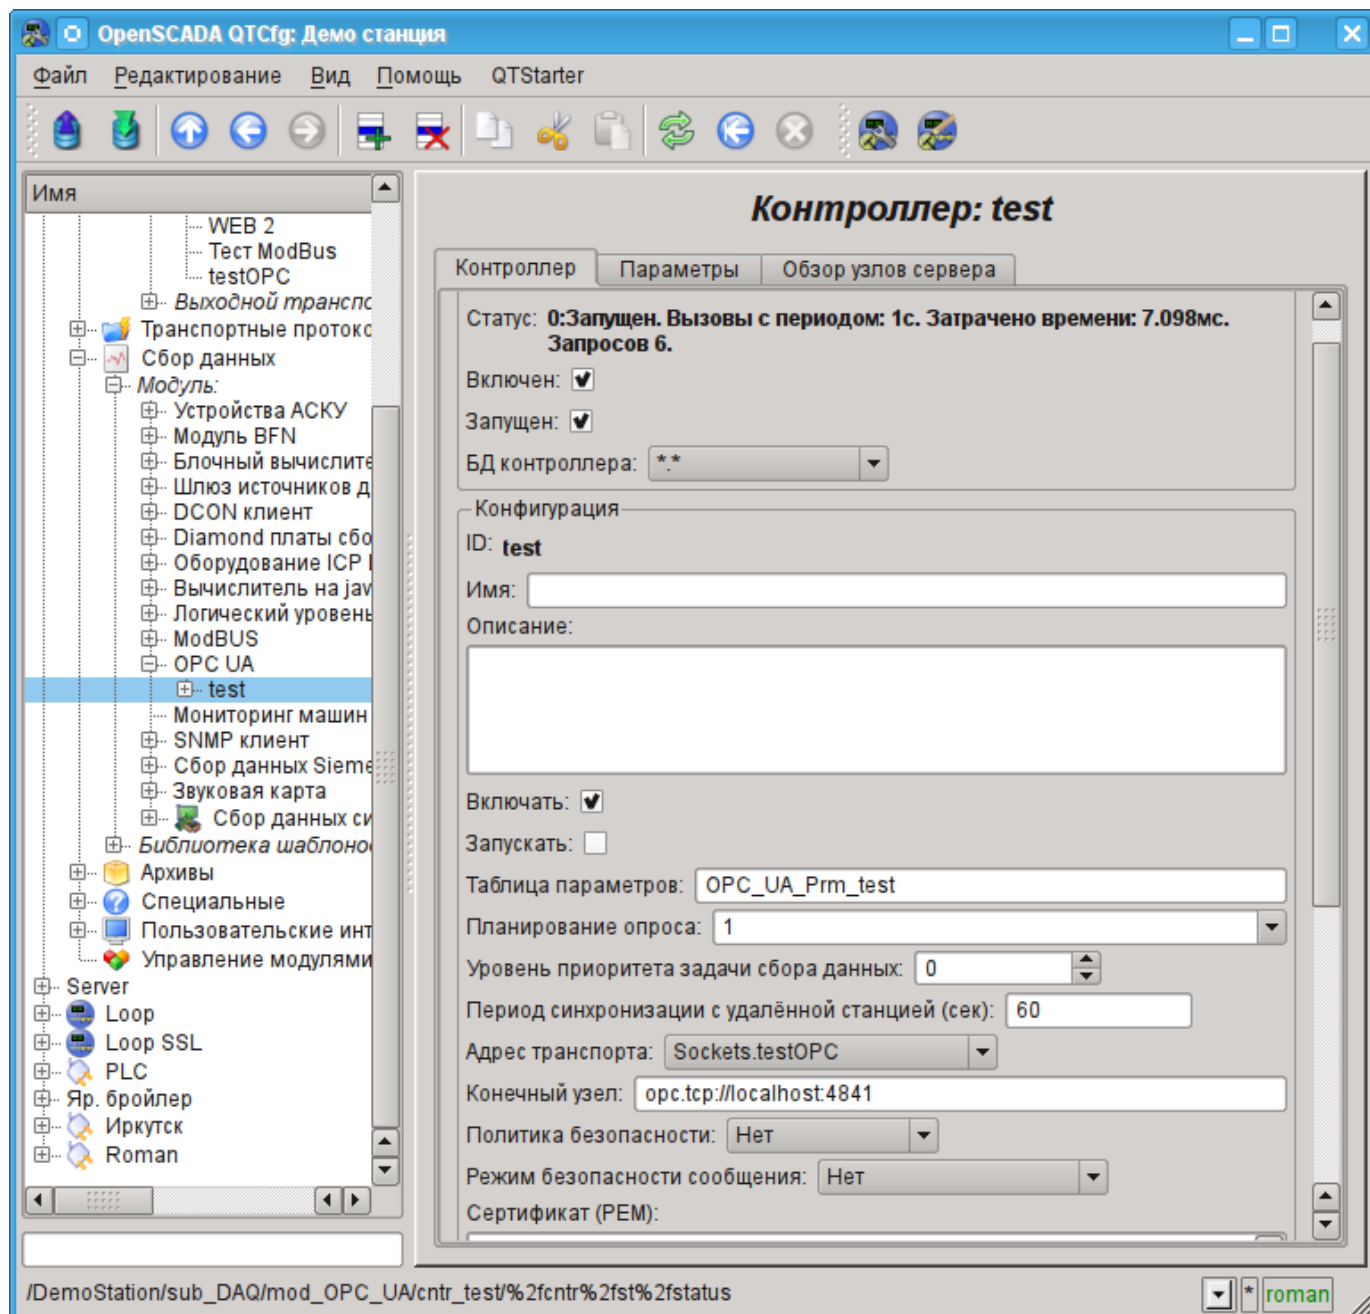 OpenSCADA QTCfg: Демо станция
Файл Редактирование Вид Помощь QTStarter
Имя
WEB 2
Тест ModBus
testOPC
Выходной транспо
Транспортные протоко
Сбор данных
Модуль:
Устройства АСКУ
Модуль BFN
Блочный вычислите
Шлюз источников д
DCON клиент
Diamond платы сбо
Оборудование ICP
Вычислитель на jav
Логический уровень
ModBUS
OPC UA
test
Мониторинг машин
SNMP клиент
Сбор данных Sieme
Звуковая карта
Сбор данных си
Библиотека шаблоно
Архивы
Специальные
Пользовательские инт
Управление модулями
Server
Loop
Loop SSL
PLC
Яр. бройлер
Иркутск
Roman
Контроллер: test
Контроллер Параметры Обзор узлов сервера
Статус: 0:Запущен. Вызовы с периодом: 1с. Затрачено времени: 7.098мс.
Запросов 6.
Включен:
Запущен:
БД контроллера: *.*
Конфигурация
ID: test
Имя:
Описание:
Включать:
Запускать:
Таблица параметров: OPC_UA_Prm_test
Планирование опроса: 1
Уровень приоритета задачи сбора данных: 0
Период синхронизации с удалённой станцией (сек): 60
Адрес транспорта: Sockets.testOPC
Конечный узел: opc.tcp://localhost:4841
Политика безопасности: Нет
Режим безопасности сообщения: Нет
Сертификат (PEM):
/DemoStation/sub_DAQ/mod_OPC_UA/cntr_test/%2fcntr%2fst%2fstatus
* roman